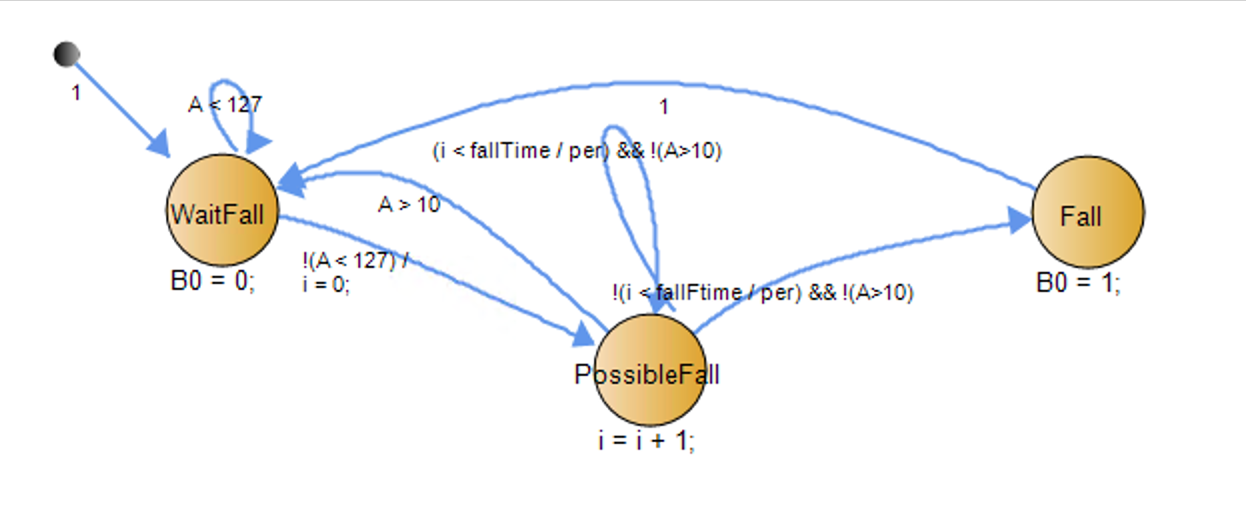 1
A < 127
1
(i < fallTime / per) && !(A>10)
A > 10
WaitFall
Fall
!(A < 127) /
i = 0;
B0 = 0;
B0 = 1;
!(i < fallFtime / per) && !(A>10)
PossibleFall
i = i + 1;